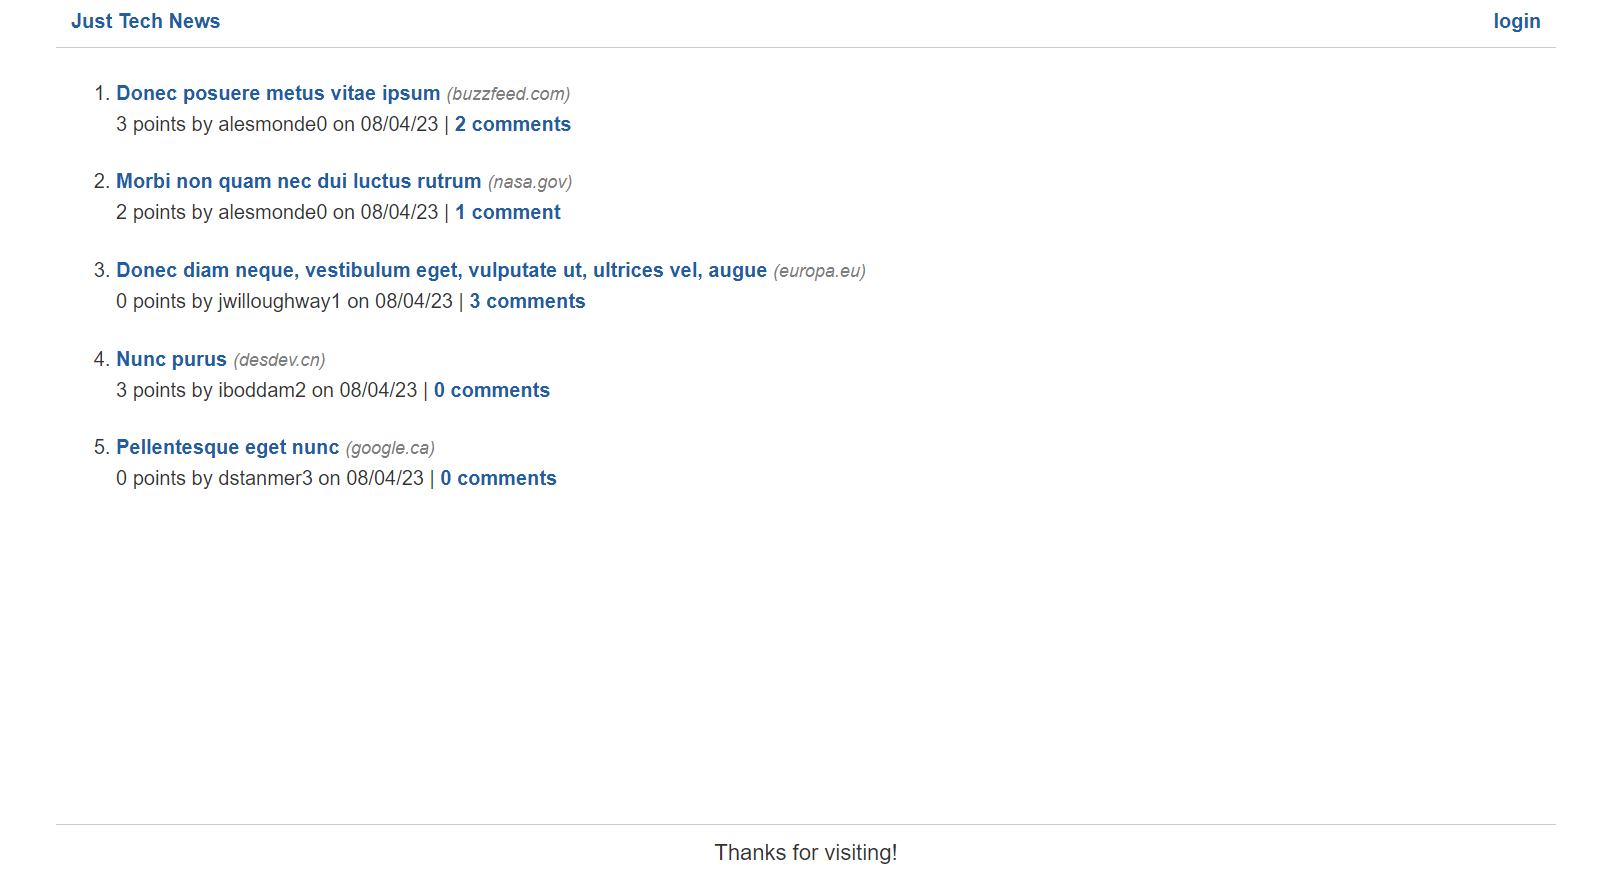 Just Tech News
login
1. Donec posuere metus vitae ipsum (buzzfeed.com)
3 points by alesmonde0 on 08/04/23 | 2 comments
2. Morbi non quam nec dui luctus rutrum (nasa.gov)
2 points by alesmonde0 on 08/04/23 | 1 comment
3. Donec diam neque, vestibulum eget, vulputate ut, ultrices vel, augue (europa.eu)
0 points by jwilloughway1 on 08/04/23 | 3 comments
4. Nunc purus (desdev.cn)
3 points by iboddam2 on 08/04/23 | 0 comments
5. Pellentesque eget nunc (google.ca)
0 points by dstanmer3 on 08/04/23 | 0 comments
Thanks for visiting!